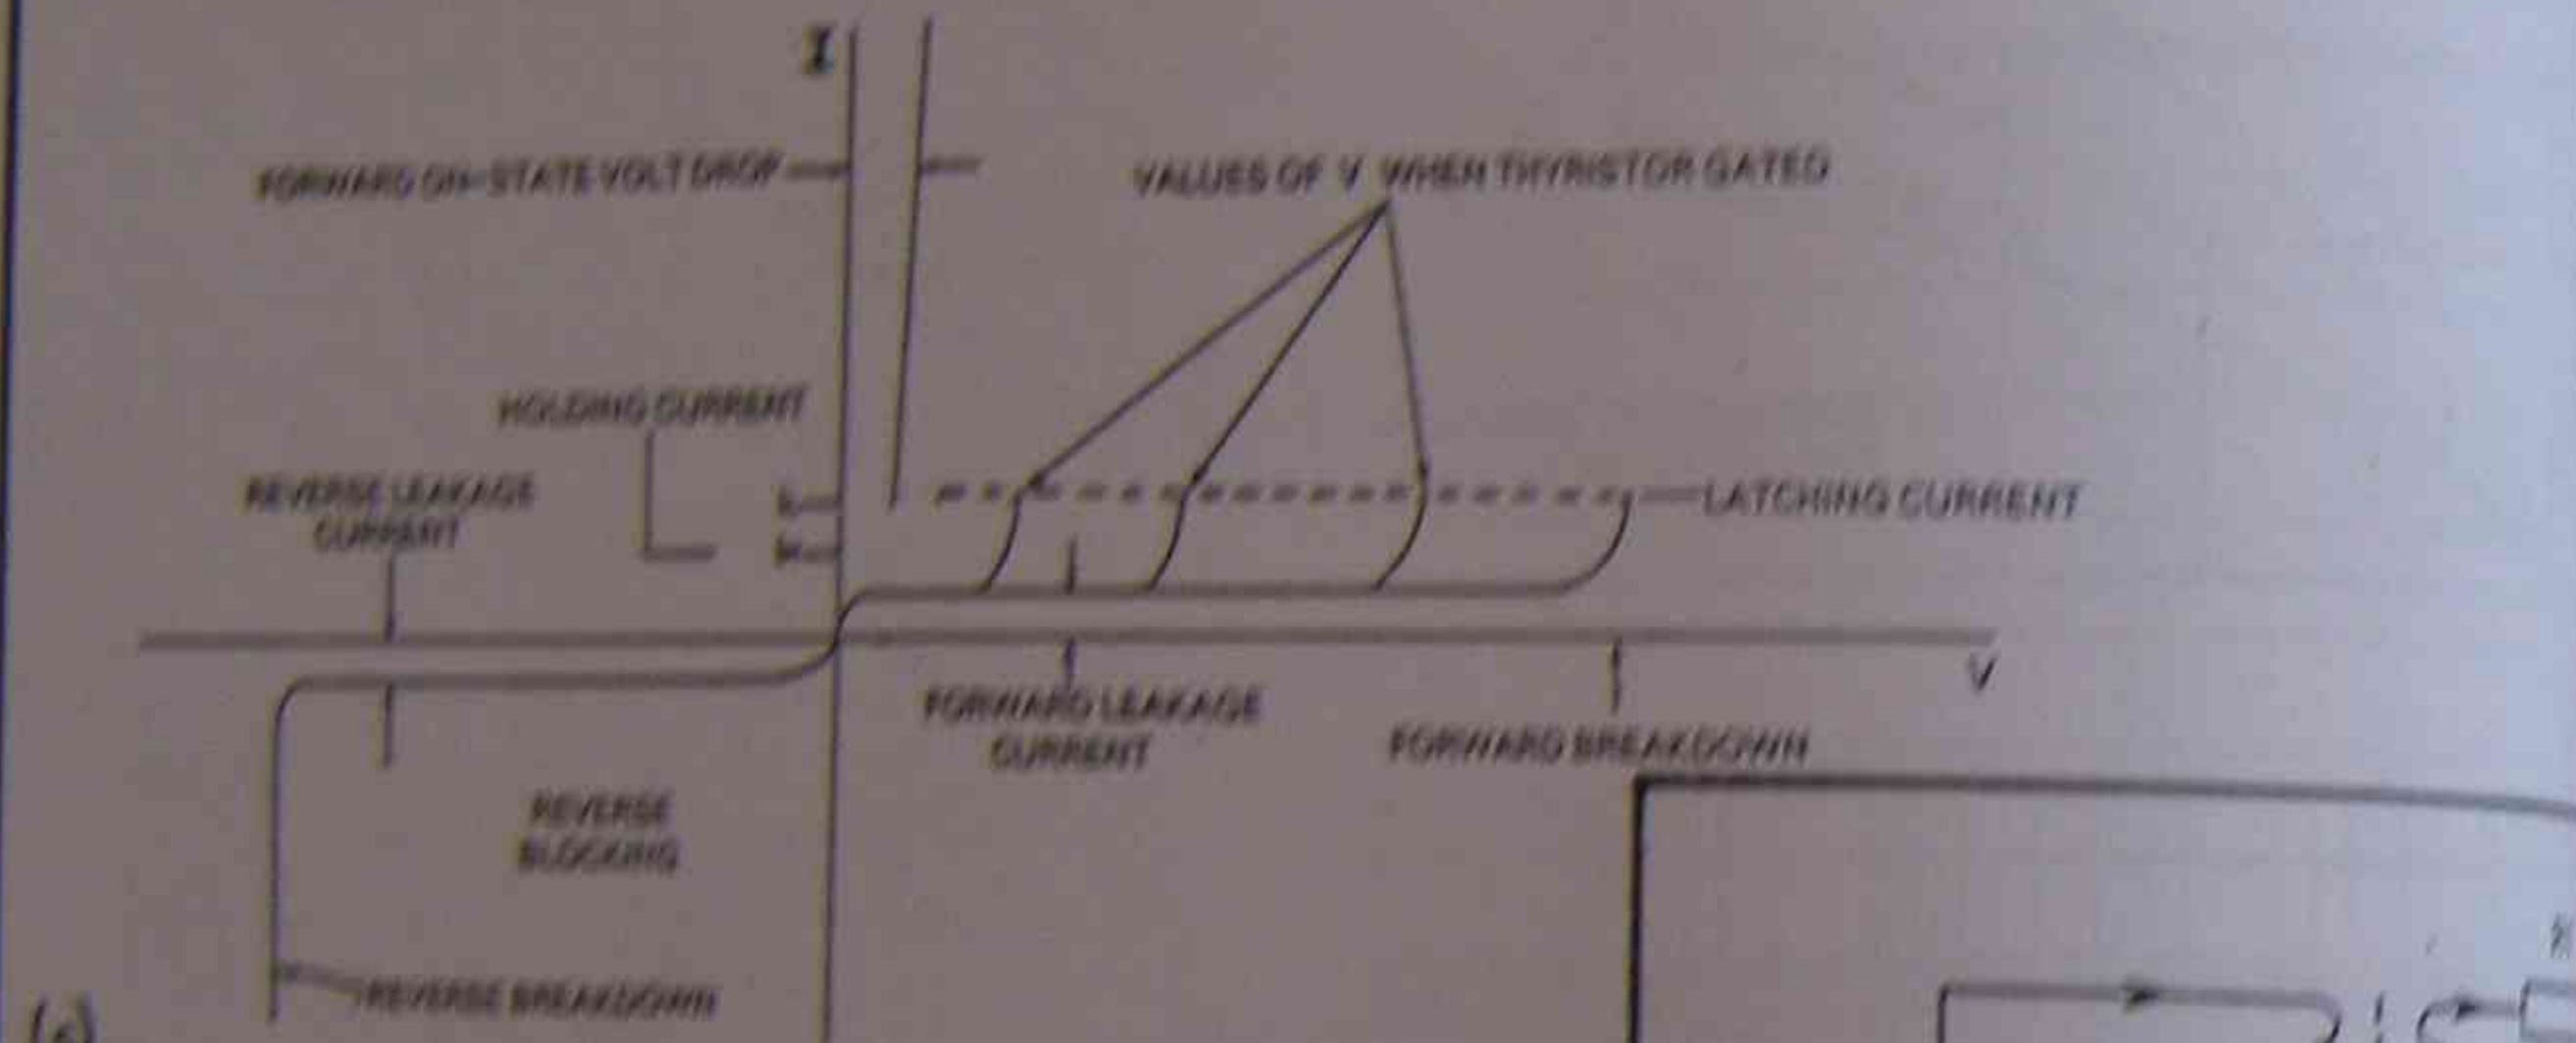 I
FORWARD ON-STATE VOLT DROP
VALUES OF V WHEN THYRISTOR GATED
HOLDING CURRENT
REVERSE LEAKAGE
CURRENT
LATCHING CURRENT
V
FORWARD LEAKAGE
CURRENT
FORWARD BREAKDOWN
REVERSE
BLOCKING
REVERSE BREAKDOWN